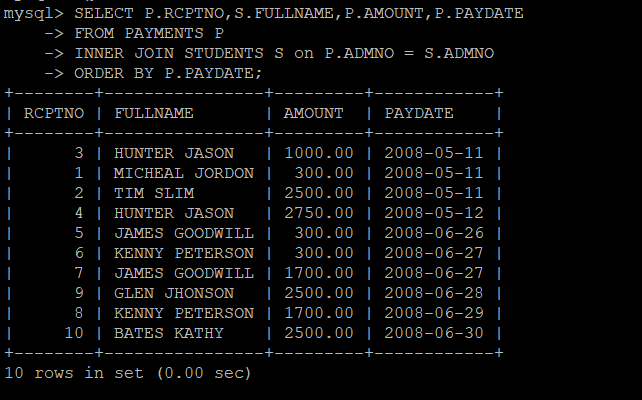 mysql> SELECT P.RCPTNO,S.FULLNAME,P.AMOUNT,P.PAYDATE
    -> FROM PAYMENTS P
    -> INNER JOIN STUDENTS S on P.ADMNO = S.ADMNO
    -> ORDER BY P.PAYDATE;
+--------+----------------+---------+------------+
| RCPTNO | FULLNAME       | AMOUNT  | PAYDATE    |
+--------+----------------+---------+------------+
|      3 | HUNTER JASON   | 1000.00 | 2008-05-11 |
|      1 | MICHEAL JORDON |  300.00 | 2008-05-11 |
|      2 | TIM SLIM       | 2500.00 | 2008-05-11 |
|      4 | HUNTER JASON   | 2750.00 | 2008-05-12 |
|      5 | JAMES GOODWILL |  300.00 | 2008-06-26 |
|      6 | KENNY PETERSON |  300.00 | 2008-06-27 |
|      7 | JAMES GOODWILL | 1700.00 | 2008-06-27 |
|      9 | GLEN JHONSON   | 2500.00 | 2008-06-28 |
|      8 | KENNY PETERSON | 1700.00 | 2008-06-29 |
|     10 | BATES KATHY    | 2500.00 | 2008-06-30 |
+--------+----------------+---------+------------+
10 rows in set (0.00 sec)